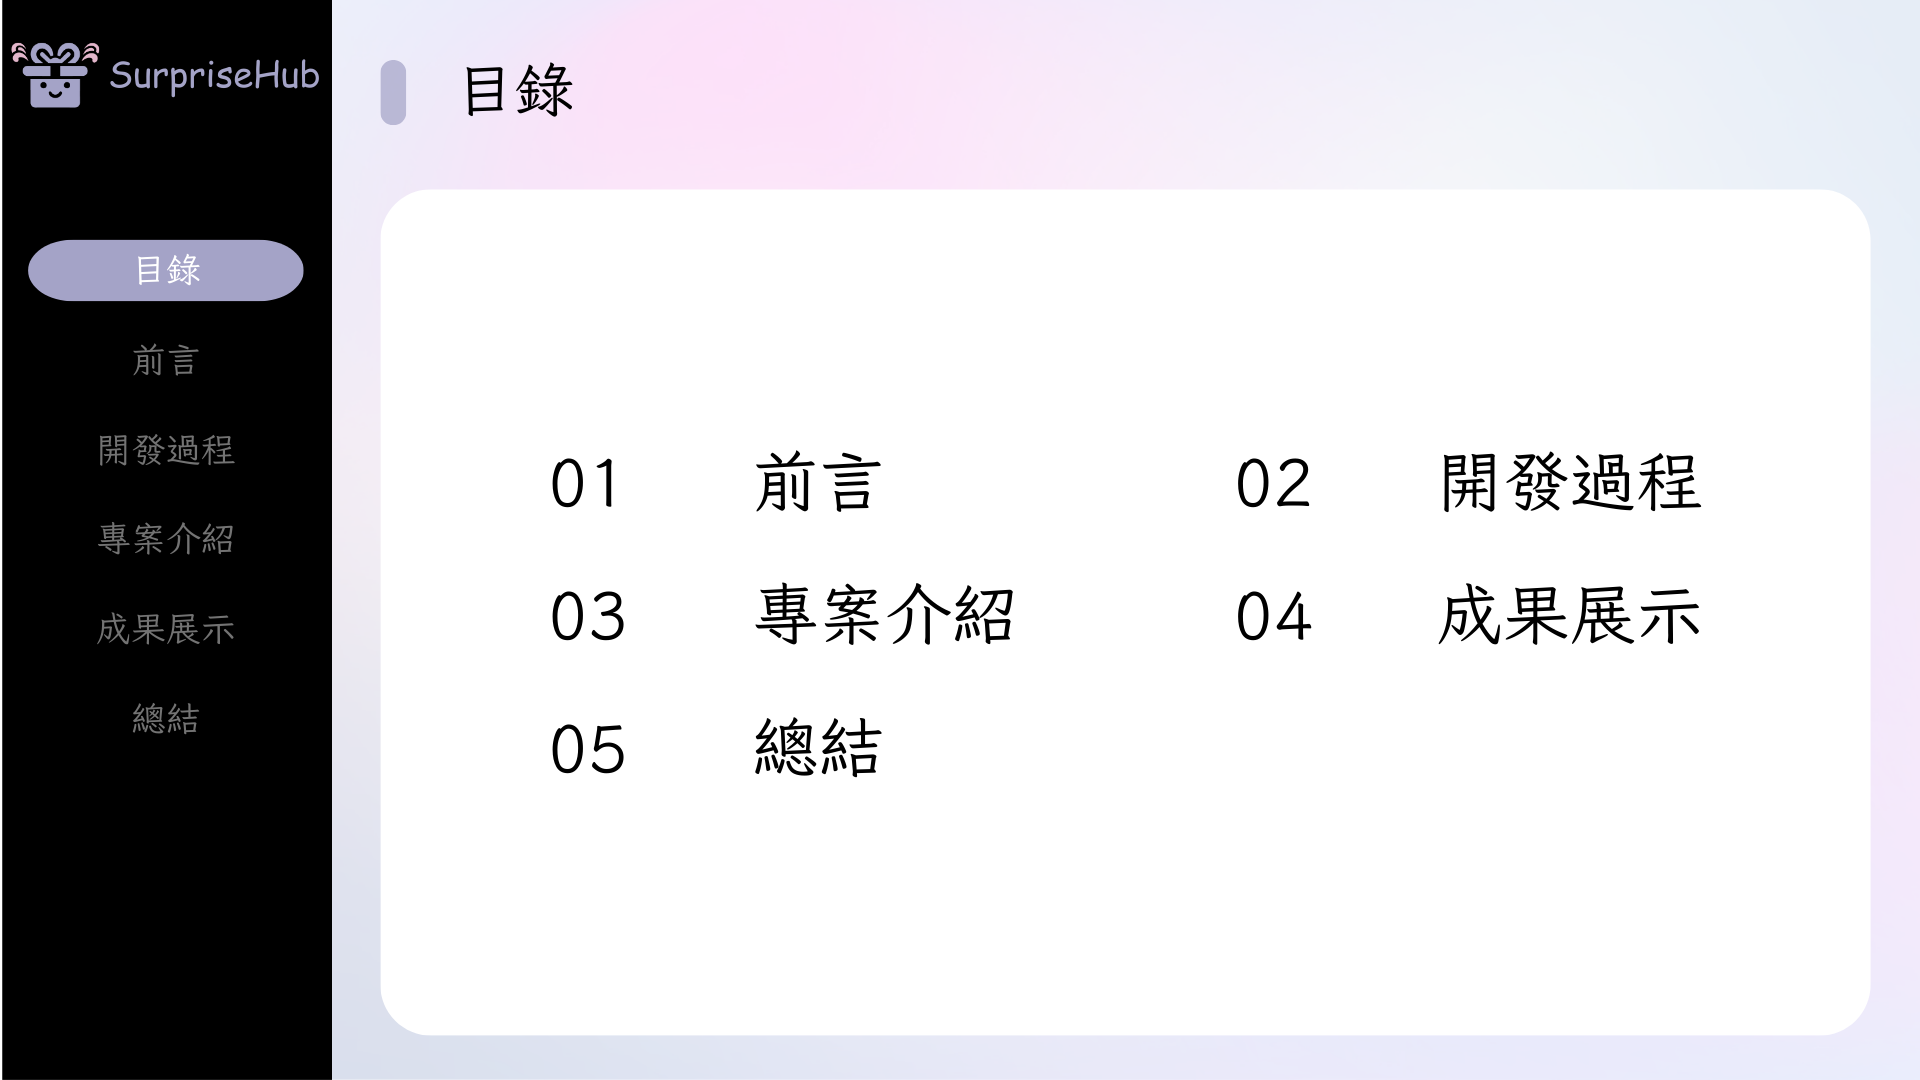 SurpriseHub
目錄
前言
開發過程
專案介紹
成果展示
總結
目錄
01 前言
02 開發過程
03 專案介紹
04 成果展示
05 總結